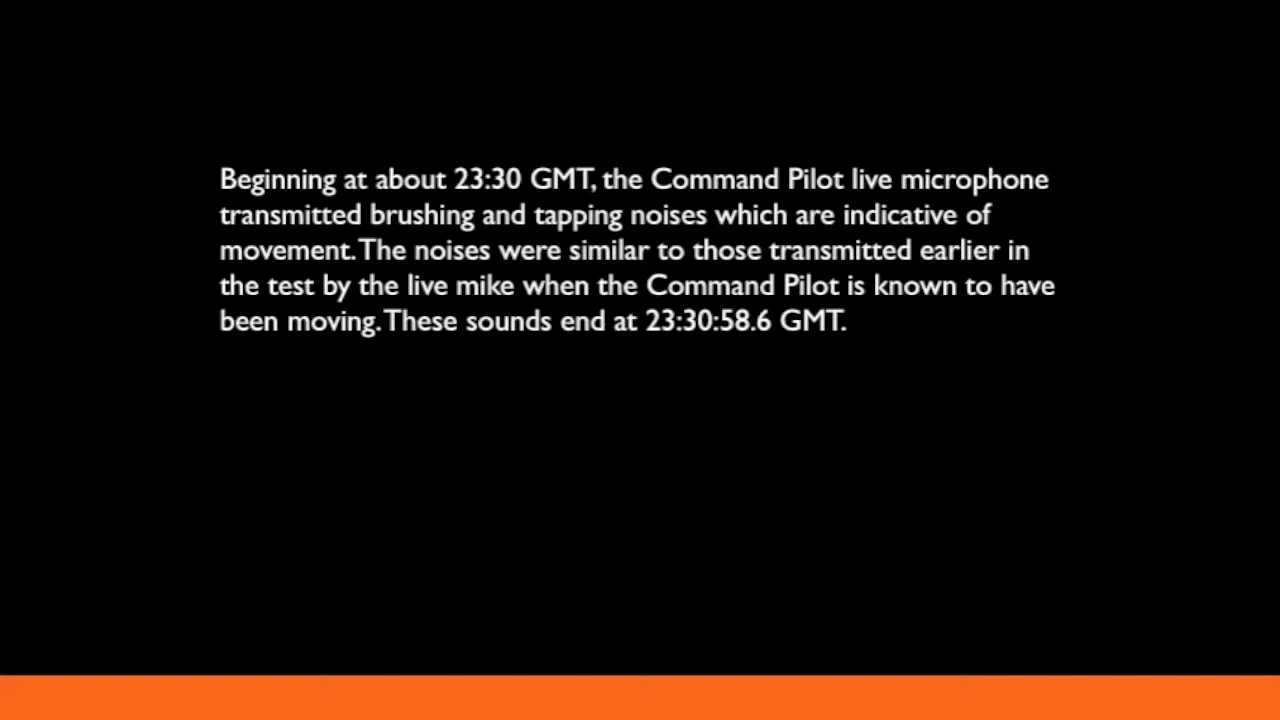 Beginning at about 23:30 GMT, the Command Pilot live microphone
transmitted brushing and tapping noises which are indicative of
movement. The noises were similar to those transmitted earlier in
the test by the live mike when the Command Pilot is known to have
been moving. These sounds end at 23:30:58.6 GMT.